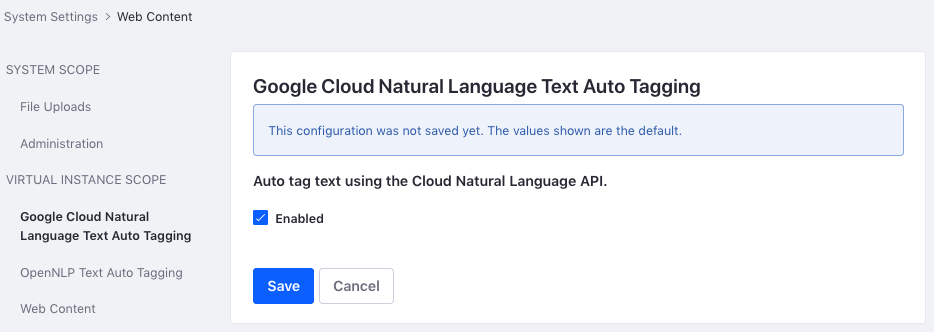 System Settings > Web Content
SYSTEM SCOPE
File Uploads
Administration
VIRTUAL INSTANCE SCOPE
Google Cloud Natural
Language Text Auto Tagging
OpenNLP Text Auto Tagging
Web Content
Google Cloud Natural Language Text Auto Tagging
This configuration was not saved yet. The values shown are the default.
Auto tag text using the Cloud Natural Language API.
Enabled
Save
Cancel